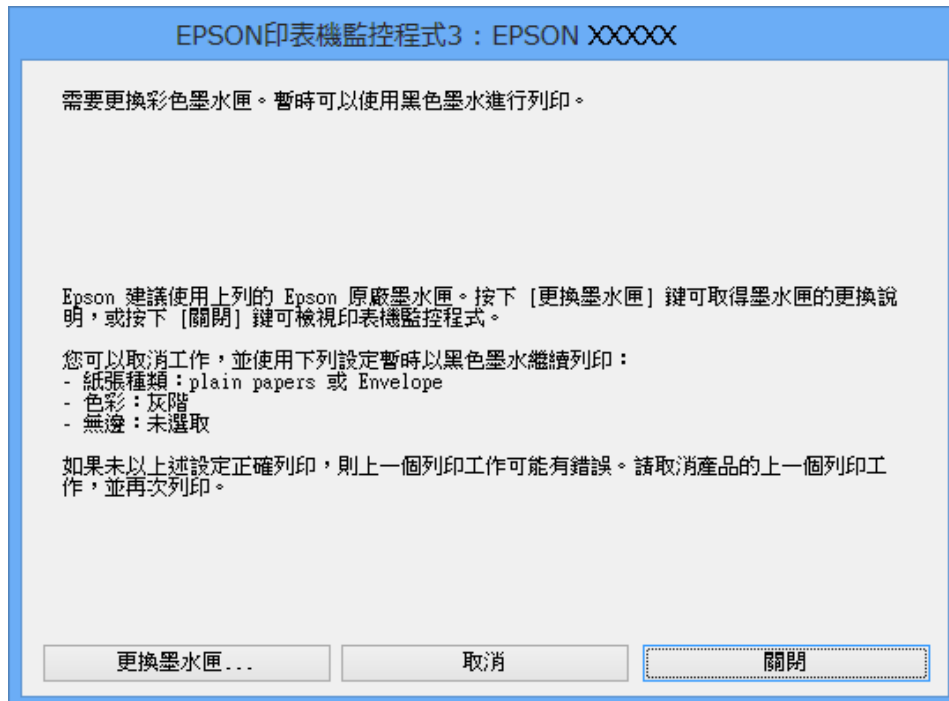 EPSON印表機監控程式3：EPSON XXXXX
需要更換彩色墨水匣。暫時可以使用黑色墨水進行列印。
Epson 建議使用上列的 Epson 原廠墨水匣。按下 [更換墨水匣] 鍵可取得墨水匣的更換說
明，或按下 [關閉] 鍵可檢視印表機監控程式。
您可以取消工作，並使用下列設定暫時以黑色墨水繼續列印：
- 紙張種類：plain papers 或 Envelope
- 色彩：灰階
- 無邊：未選取
如果未以上述設定正確列印，則上一個列印工作可能有錯誤。請取消產品的上一個列印工
作，並再次列印。
更換墨水匣...
取消
關閉